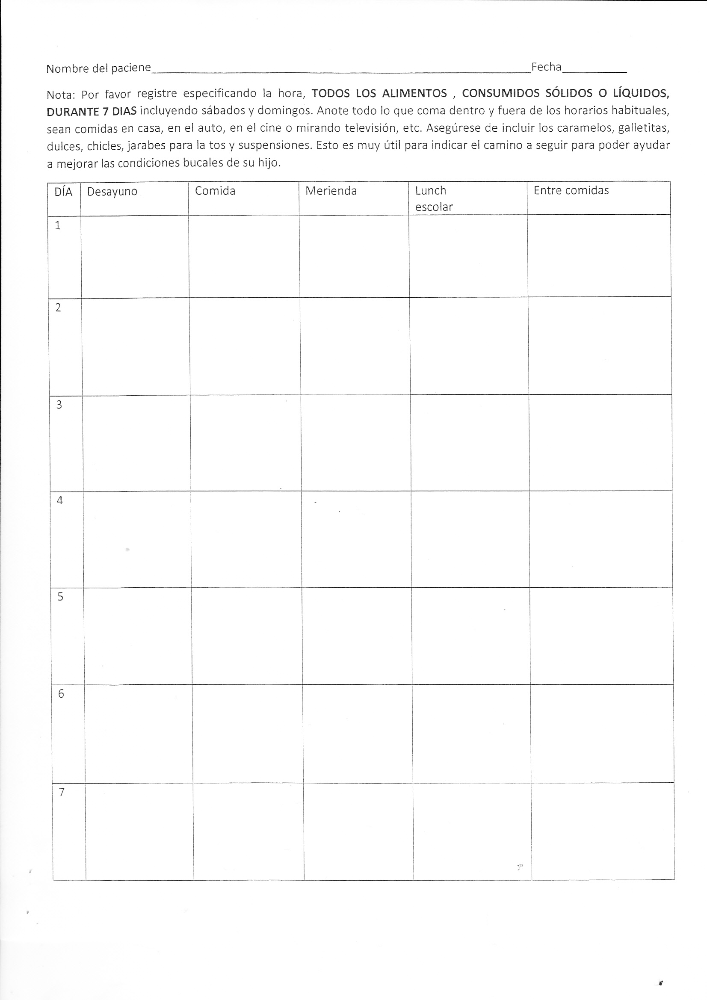 Nombre del paciene____________________Fecha__________
Nota: Por favor registre especificando la hora, TODOS LOS ALIMENTOS , CONSUMIDOS SÓLIDOS O LÍQUIDOS,
DURANTE 7 DIAS incluyendo sábados y domingos. Anote todo lo que coma dentro y fuera de los horarios habituales,
sean comidas en casa, en el auto, en el cine o mirando televisión, etc. Asegúrese de incluir los caramelos, galletitas,
dulces, chicles, jarabes para la tos y suspensiones. Esto es muy útil para indicar el camino a seguir para poder ayudar
a mejorar las condiciones bucales de su hijo.
DÍA Desayuno Comida Merienda Lunch Entre comidas
escolar
1
2
3
4
5
6
7